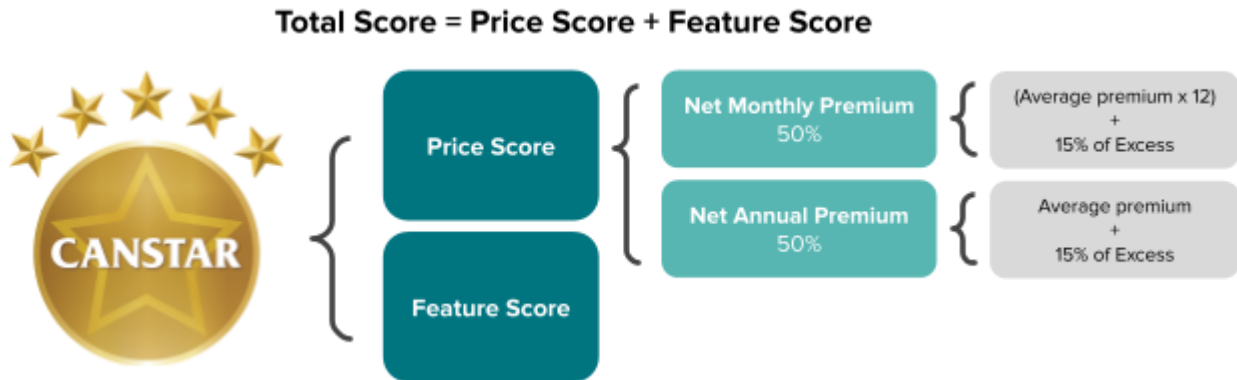 Total Score = Price Score + Feature Score
CANSTAR
Price Score
Feature Score
Net Monthly Premium
50%
Net Annual Premium
50%
(Average premium x 12)
+
15% of Excess
Average premium
+
15% of Excess